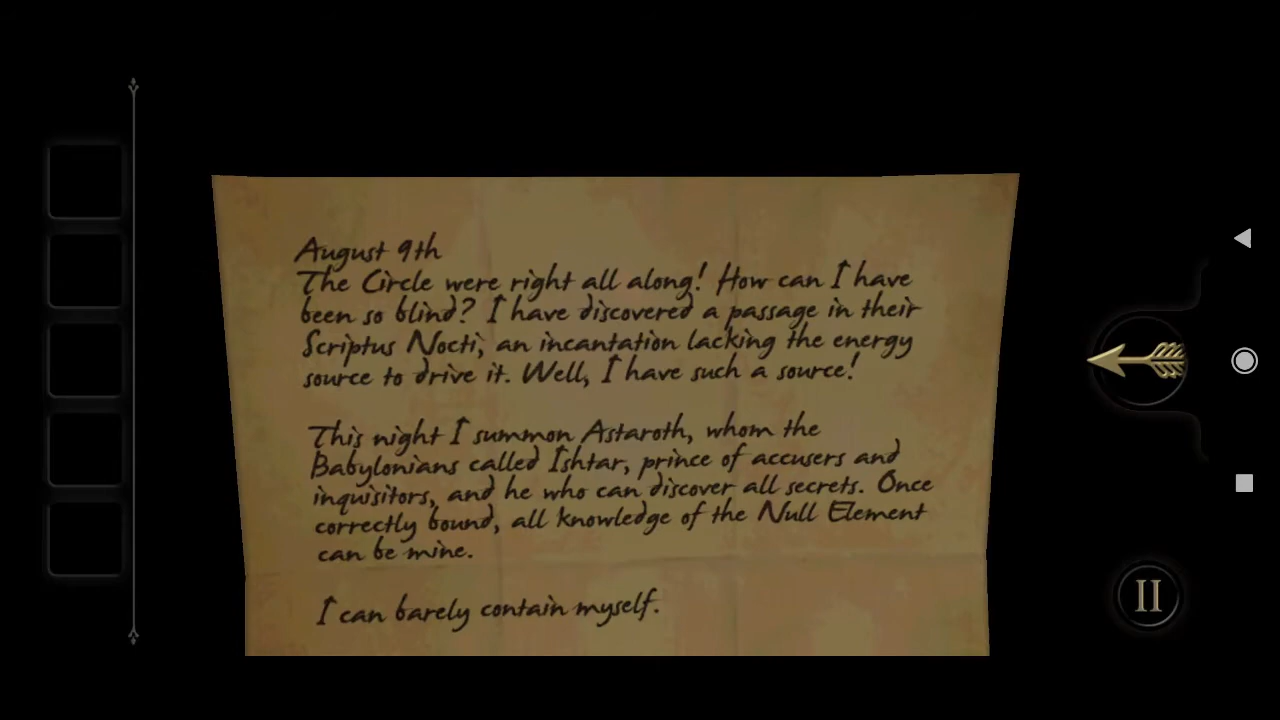 August 9th
The Circle were right all along! How can I have
been so blind? I have discovered a passage in their
Scriptus Nocti, an incantation lacking the energy
source to drive it. Well, I have such a source!
This night I summon Astaroth, whom the
Babylonians called Ishtar, prince of accusers and
inquisitors, and he who can discover all secrets. Once
correctly bound, all knowledge of the Null Element
can be mine.
I can barely contain myself.